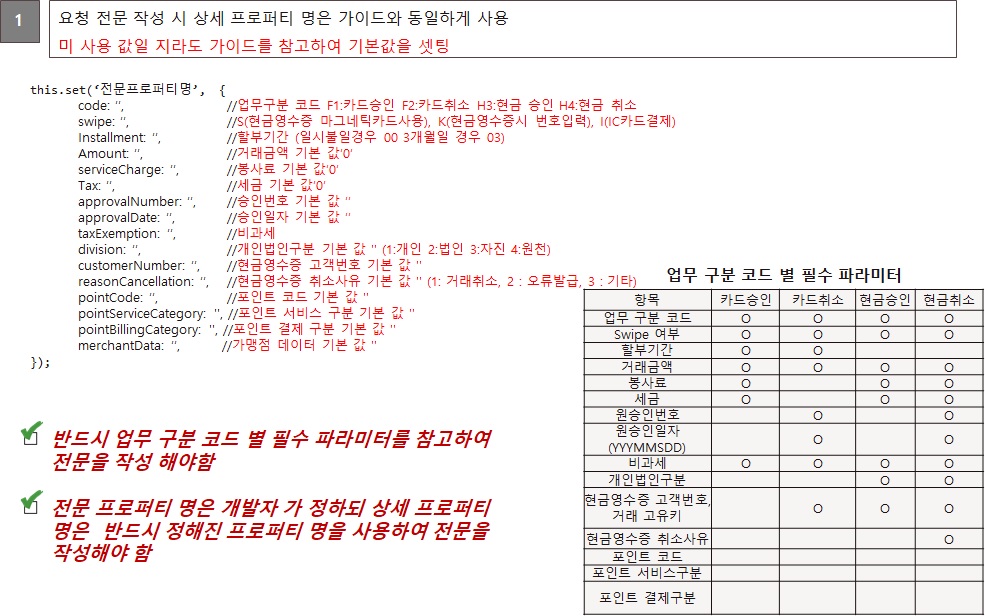 1
요청 전문 작성 시 상세 프로퍼티 명은 가이드와 동일하게 사용
미 사용 값일 지라도 가이드를 참고하여 기본값을 셋팅
this.set(‘전문프로퍼티명’, {
code: ‘’, //업무구분 코드 F1:카드승인 F2:카드취소 H3:현금 승인 H4:현금 취소
swipe: ‘’, //S(현금영수증 마그네틱카드사용), K(현금영수증시 번호입력), I(IC카드결제)
Installment: ‘’, //할부기간 (일시불일경우 00 3개월일 경우 03)
Amount: ‘’, //거래금액 기본 값‘0’
serviceCharge: ‘’, //봉사료 기본 값‘0’
Tax: ‘’, //세금 기본 값‘0’
approvalNumber: ‘’, //승인번호 기본 값 ‘’
approvalDate: ‘’, //승인일자 기본 값 ‘’
taxExemption: ‘’, //비과세
division: ‘’, //개인법인구분 기본 값 ‘’ (1:개인 2:법인 3:자진 4:원천)
customerNumber: ‘’, //현금영수증 고객번호 기본 값 ‘’
reasonCancellation: ‘’, //현금영수증 취소사유 기본 값 ‘’ (1: 거래취소, 2 : 오류발급, 3 : 기타)
pointCode: ‘’, //포인트 코드 기본 값 ‘’
pointServiceCategory: ‘’, //포인트 서비스 구분 기본 값 ‘’
pointBillingCategory: ‘’, //포인트 결제 구분 기본 값 ‘’
merchantData: ‘’, //가맹점 데이터 기본 값 ‘’
});
반드시 업무 구분 코드 별 필수 파라미터를 참고하여
전문을 작성 해야함
전문 프로퍼티 명은 개발자 가 정하되 상세 프로퍼티
명은 반드시 정해진 프로퍼티 명을 사용하여 전문을
작성해야 함
업무 구분 코드 별 필수 파라미터
항목 카드승인 카드취소 현금승인 현금취소
업무 구분 코드 O O O O
Swipe 여부 O O O O
할부기간 O O
거래금액 O O O O
봉사료 O O O
세금 O O O
원승인번호 O O
원승인일자
(YYYMMSDD) O O
비과세 O O O O
개인법인구분 O O
현금영수증 고객번호,
거래 고유키 O O O
현금영수증 취소사유 O
포인트 코드
포인트 서비스구분
포인트 결제구분